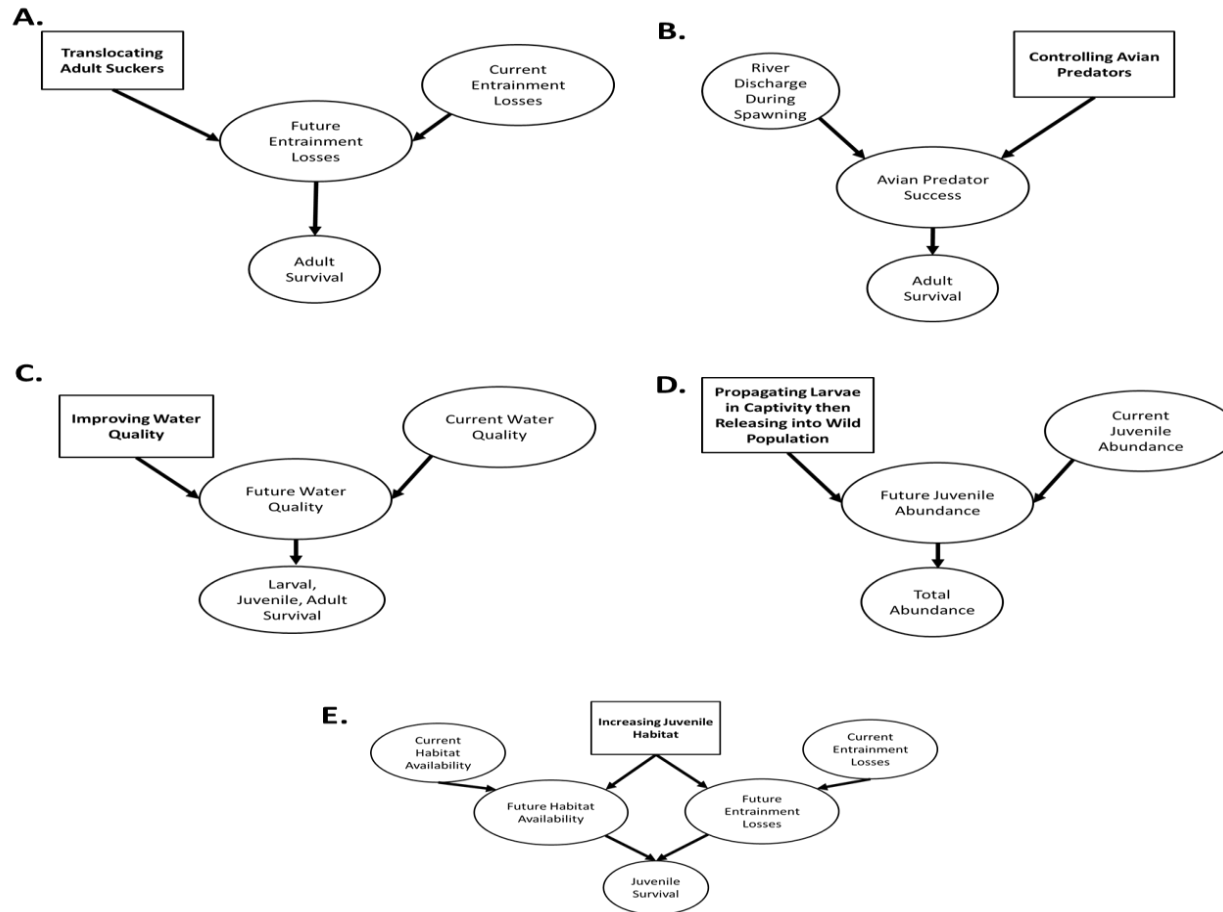 A.
Translocating
Adult Suckers
Current
Entrainment
Losses
Future
Entrainment
Losses
Adult
Survival
B.
River
Discharge
During
Spawning
Controlling Avian
Predators
Avian Predator
Success
Adult
Survival
C.
Improving Water
Quality
Current Water
Quality
Future Water
Quality
Larval,
Juvenile, Adult
Survival
D.
Propagating Larvae
in Captivity then
Releasing into Wild
Population
Current
Juvenile
Abundance
Future Juvenile
Abundance
Total
Abundance
E.
Current
Habitat
Availability
Increasing Juvenile
Habitat
Current
Entrainment
Losses
Future Habitat
Availability
Future
Entrainment
Losses
Juvenile
Survival